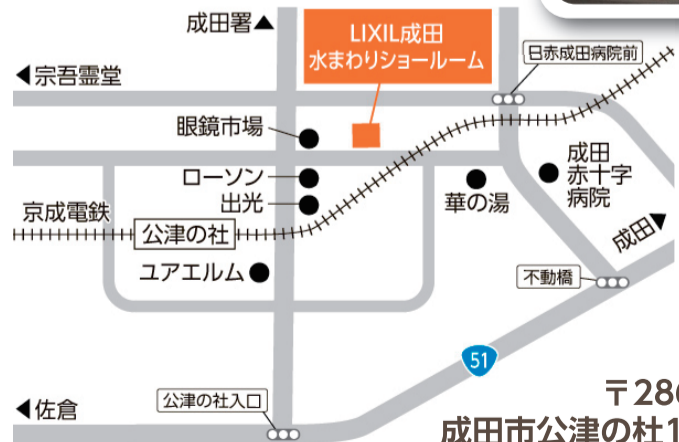 成田署▲
LIXIL成田
水まわりショールーム
日赤成田病院前
◀宗吾霊堂
眼鏡市場
ローソン
出光
華の湯
成田
赤十字
病院
京成電鉄
公津の杜
成田▶
ユアエルム
不動橋
51
公津の杜入口
◀佐倉
〒286
成田市公津の杜1